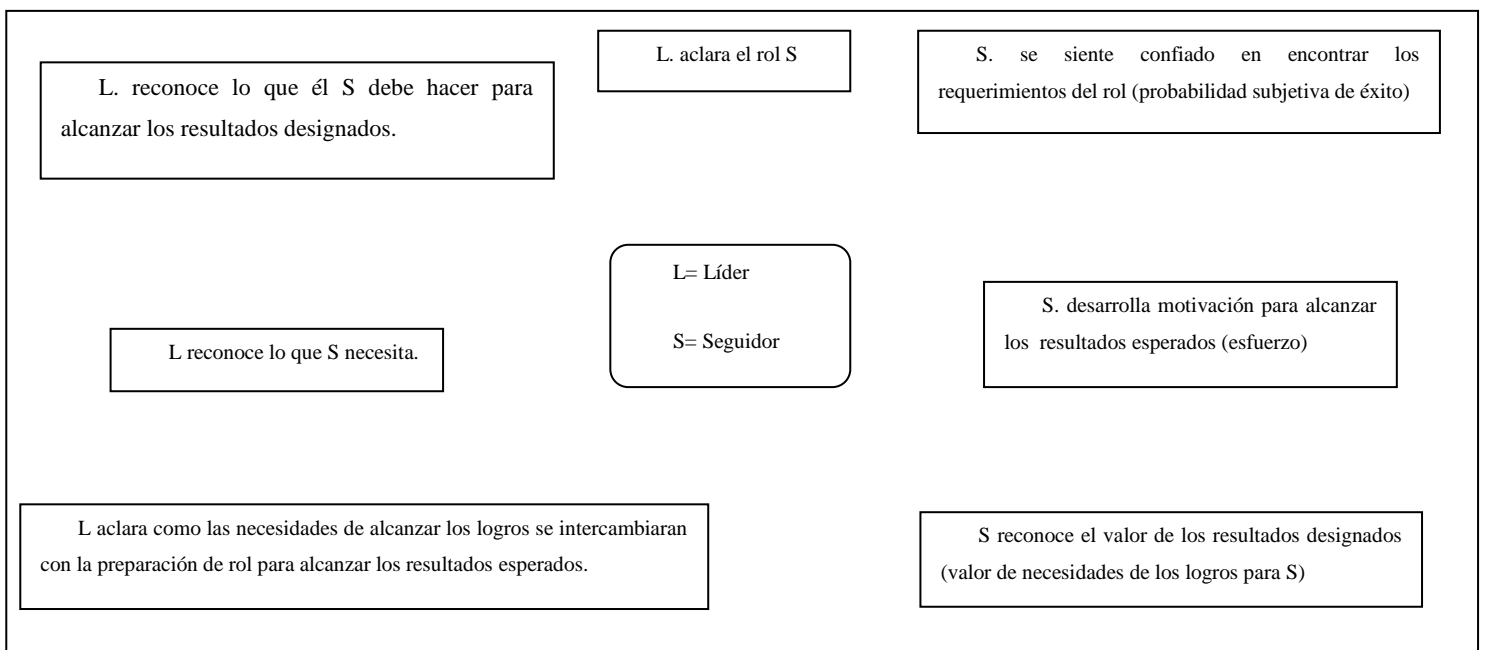 L. aclara el rol S
S. se siente confiado en encontrar los
requerimientos del rol (probabilidad subjetiva de éxito)
L. reconoce lo que él S debe hacer para
alcanzar los resultados designados.
L= Líder
S= Seguidor
S. desarrolla motivación para alcanzar
los resultados esperados (esfuerzo)
L reconoce lo que S necesita.
L aclara como las necesidades de alcanzar los logros se intercambiaran
con la preparación de rol para alcanzar los resultados esperados.
S reconoce el valor de los resultados designados
(valor de necesidades de los logros para S)